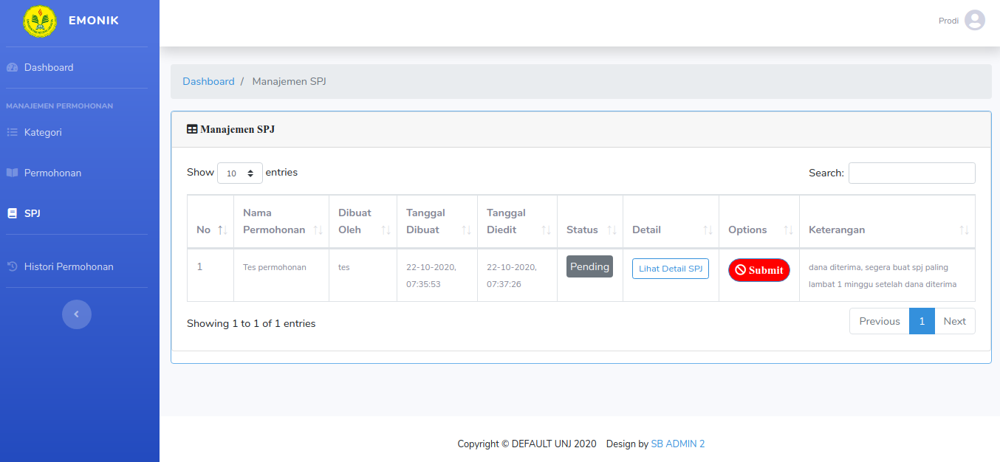 EMONIK
Prodi
Dashboard
MANAJEMEN PERMOHONAN
Kategori
Permohonan
SPJ
Histori Permohonan
Dashboard / Manajemen SPJ
Manajemen SPJ
Show 10 entries
Search:
No
Nama
Permohonan
Dibuat
Oleh
Tanggal
Dibuat
Tanggal
Diedit
Status
Detail
Options
Keterangan
1
Tes permohonan
tes
22-10-2020,
07:35:53
22-10-2020,
07:37:26
Pending
Lihat Detail SPJ
Submit
dana diterima, segera buat spj paling
lambat 1 minggu setelah dana diterima
Showing 1 to 1 of 1 entries
Previous 1 Next
Copyright © DEFAULT UNJ 2020 Design by SB ADMIN 2